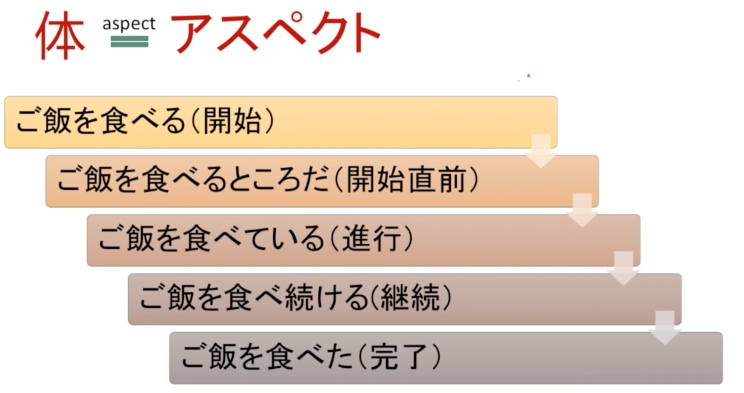 体 aspect アスペクト
ご飯を食べる（開始）
ご飯を食べるところだ（開始直前）
ご飯を食べている（進行）
ご飯を食べ続ける(継続）
ご飯を食べた（完了）